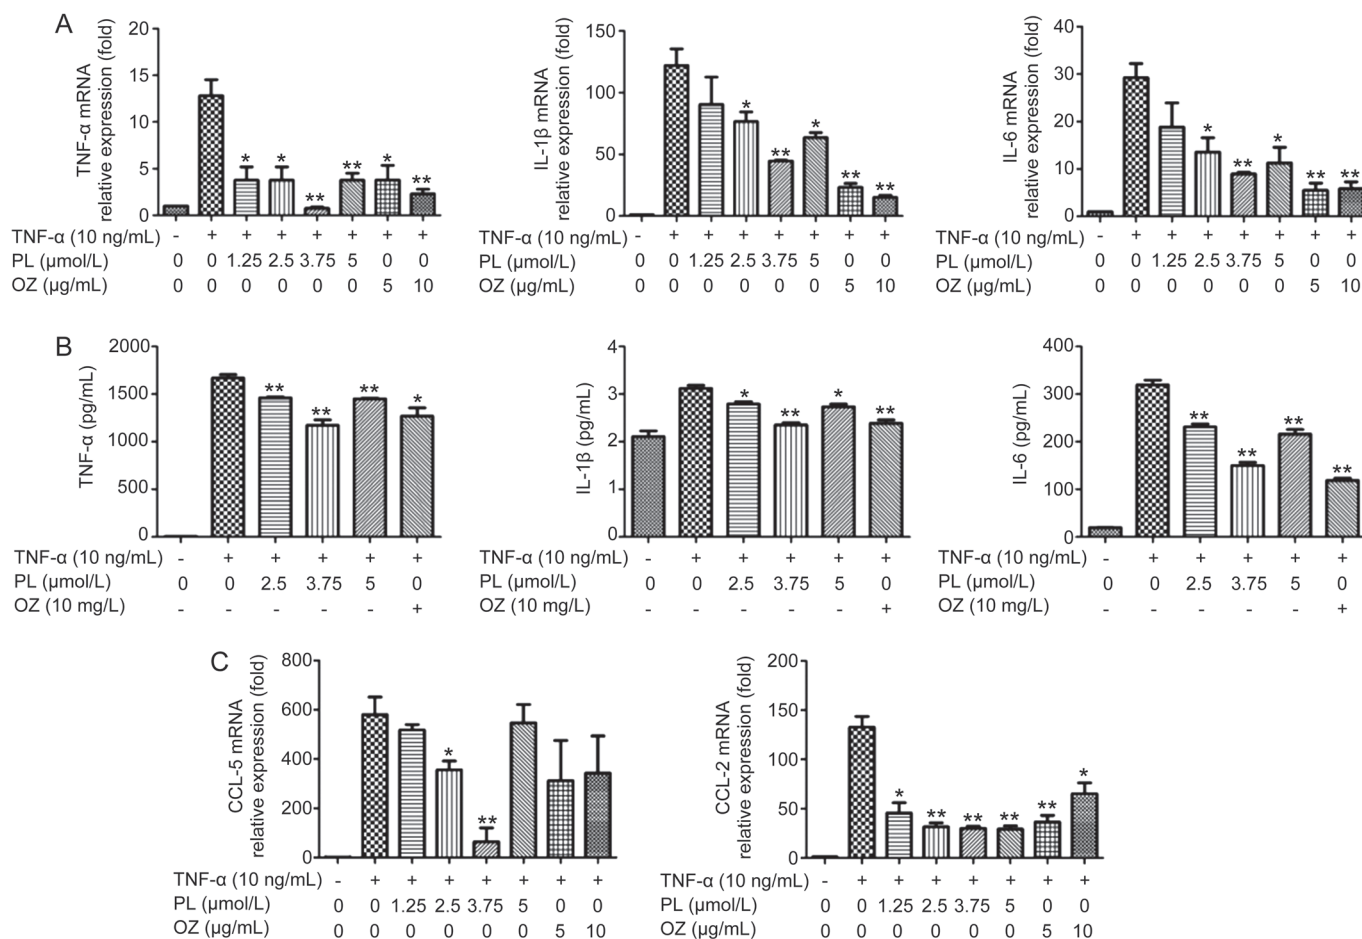 A
TNF-α mRNA
relative expression (fold)
20
15
10
5
0
* * ** ** * **
TNF-α (10 ng/mL) - + + + + + + +
PL (μmol/L) 0 0 1.25 2.5 3.75 5 0 0
OZ (μg/mL) 0 0 0 0 0 0 5 10
IL-1β mRNA
relative expression (fold)
150
100
50
0
* ** * ** **
TNF-α (10 ng/mL) - + + + + + + +
PL (μmol/L) 0 0 1.25 2.5 3.75 5 0 0
OZ (μg/mL) 0 0 0 0 0 0 5 10
IL-6 mRNA
relative expression (fold)
40
30
20
10
0
* ** * ** **
TNF-α (10 ng/mL) - + + + + + + +
PL (μmol/L) 0 0 1.25 2.5 3.75 5 0 0
OZ (μg/mL) 0 0 0 0 0 0 5 10
B
TNF-α (pg/mL)
2000
1500
1000
500
0
** ** ** *
TNF-α (10 ng/mL) - + + + + +
PL (μmol/L) 0 0 2.5 3.75 5 0
OZ (10 mg/L) - - - - - +
IL-1β (pg/mL)
4
3
2
1
0
* ** * **
TNF-α (10 ng/mL) - + + + + +
PL (μmol/L) 0 0 2.5 3.75 5 0
OZ (10 mg/L) - - - - - +
IL-6 (pg/mL)
400
300
200
100
0
** ** ** **
TNF-α (10 ng/mL) - + + + + +
PL (μmol/L) 0 0 2.5 3.75 5 0
OZ (10 mg/L) - - - - - +
C
CCL-5 mRNA
relative expression (fold)
800
600
400
200
0
* **
TNF-α (10 ng/mL) - + + + + + + +
PL (μmol/L) 0 0 1.25 2.5 3.75 5 0 0
OZ (μg/mL) 0 0 0 0 0 0 5 10
CCL-2 mRNA
relative expression (fold)
200
150
100
50
0
* ** ** ** ** *
TNF-α (10 ng/mL) - + + + + + + +
PL (μmol/L) 0 0 1.25 2.5 3.75 5 0 0
OZ (μg/mL) 0 0 0 0 0 0 5 10